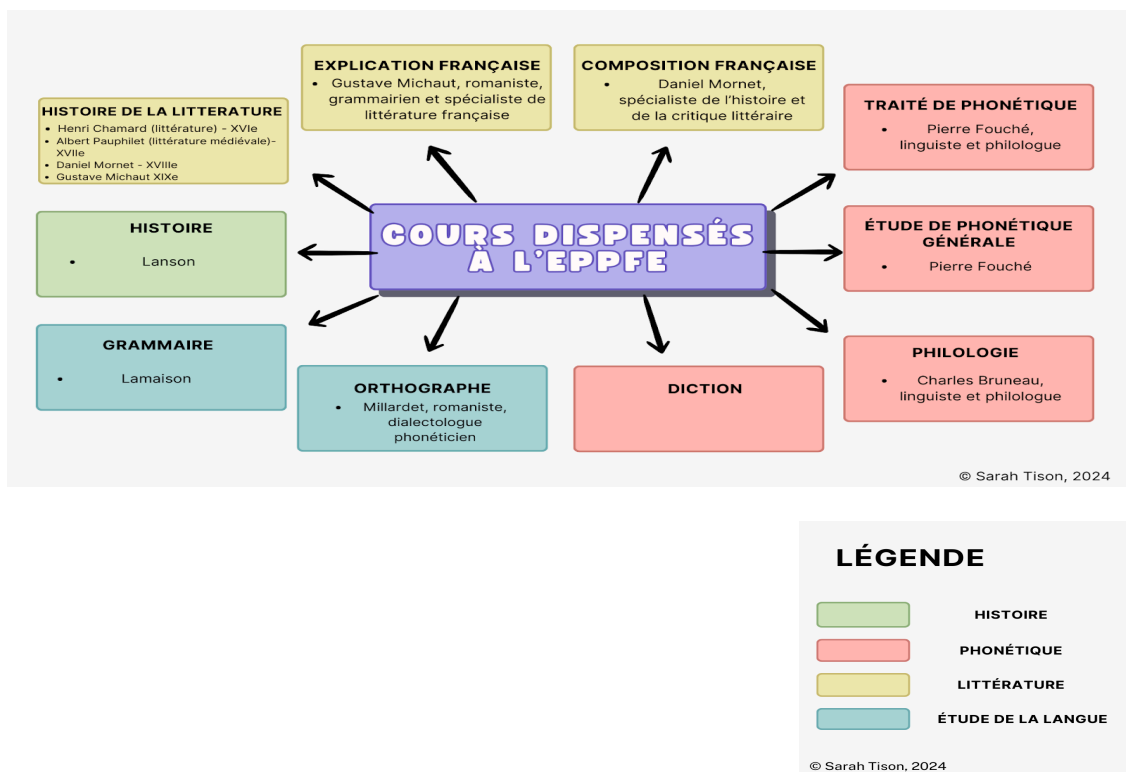 EXPLICATION FRANÇAISE
• Gustave Michaut, romaniste,
grammairien et spécialiste de
littérature française
COMPOSITION FRANÇAISE
• Daniel Mornet,
spécialiste de l'histoire et
de la critique littéraire
HISTOIRE DE LA LITTERATURE
• Henri Chamard (littérature) - XVIe
• Albert Pauphilet (littérature médiévale)-
XVIIe
• Daniel Mornet - XVIIIe
• Gustave Michaut XIXe
TRAITÉ DE PHONÉTIQUE
• Pierre Fouché,
linguiste et philologue
HISTOIRE
• Lanson
COURS DISPENSÉS
À L'EPPFE
ÉTUDE DE PHONÉTIQUE
GÉNÉRALE
• Pierre Fouché
GRAMMAIRE
• Lamaison
ORTHOGRAPHE
• Millardet, romaniste,
dialectologue
phonéticien
DICTION
PHILOLOGIE
• Charles Bruneau,
linguiste et philologue
© Sarah Tison, 2024
LÉGENDE
HISTOIRE
PHONÉTIQUE
LITTÉRATURE
ÉTUDE DE LA LANGUE
© Sarah Tison, 2024